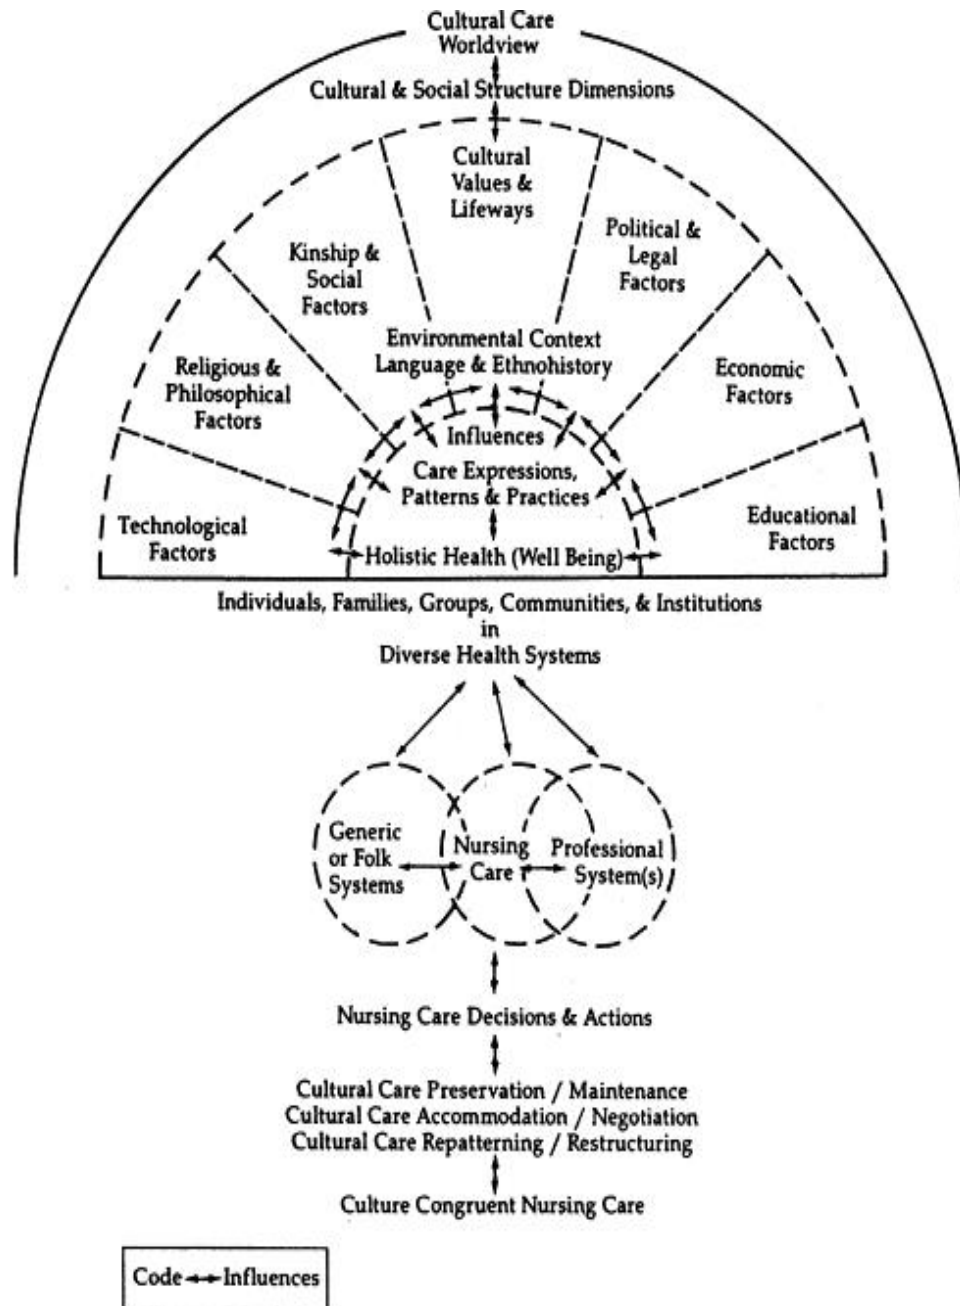 Cultural Care
Worldview
Cultural & Social Structure Dimensions
Cultural
Values &
Lifeways
Kinship &
Social
Factors
Political &
Legal
Factors
Religious &
Philosophical
Factors
Economic
Factors
Technological
Factors
Educational
Factors
Environmental Context
Language & Ethnohistory
Influences
Care Expressions,
Patterns & Practices
Holistic Health (Well Being)
Individuals, Families, Groups, Communities, & Institutions
in
Diverse Health Systems
Generic
or Folk
Systems
Nursing
Care
Professional
System(s)
Nursing Care Decisions & Actions
Cultural Care Preservation / Maintenance
Cultural Care Accommodation / Negotiation
Cultural Care Repatterning / Restructuring
Culture Congruent Nursing Care
Code ↔ Influences